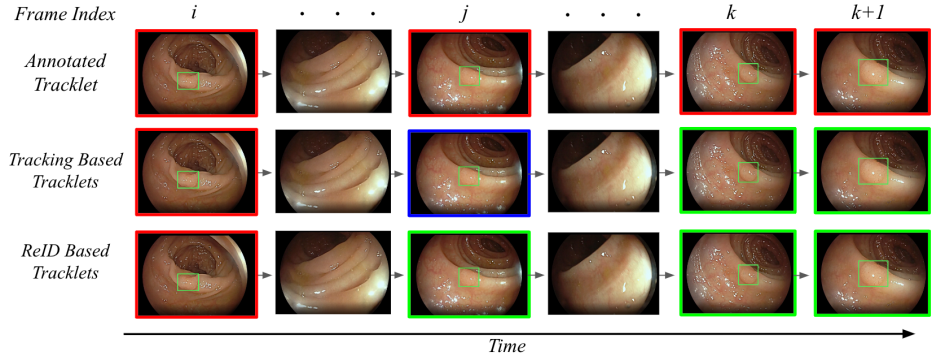 Frame Index i . . . j . . . k k+1
Annotated
Tracklet
Tracking Based
Tracklets
ReID Based
Tracklets
Time